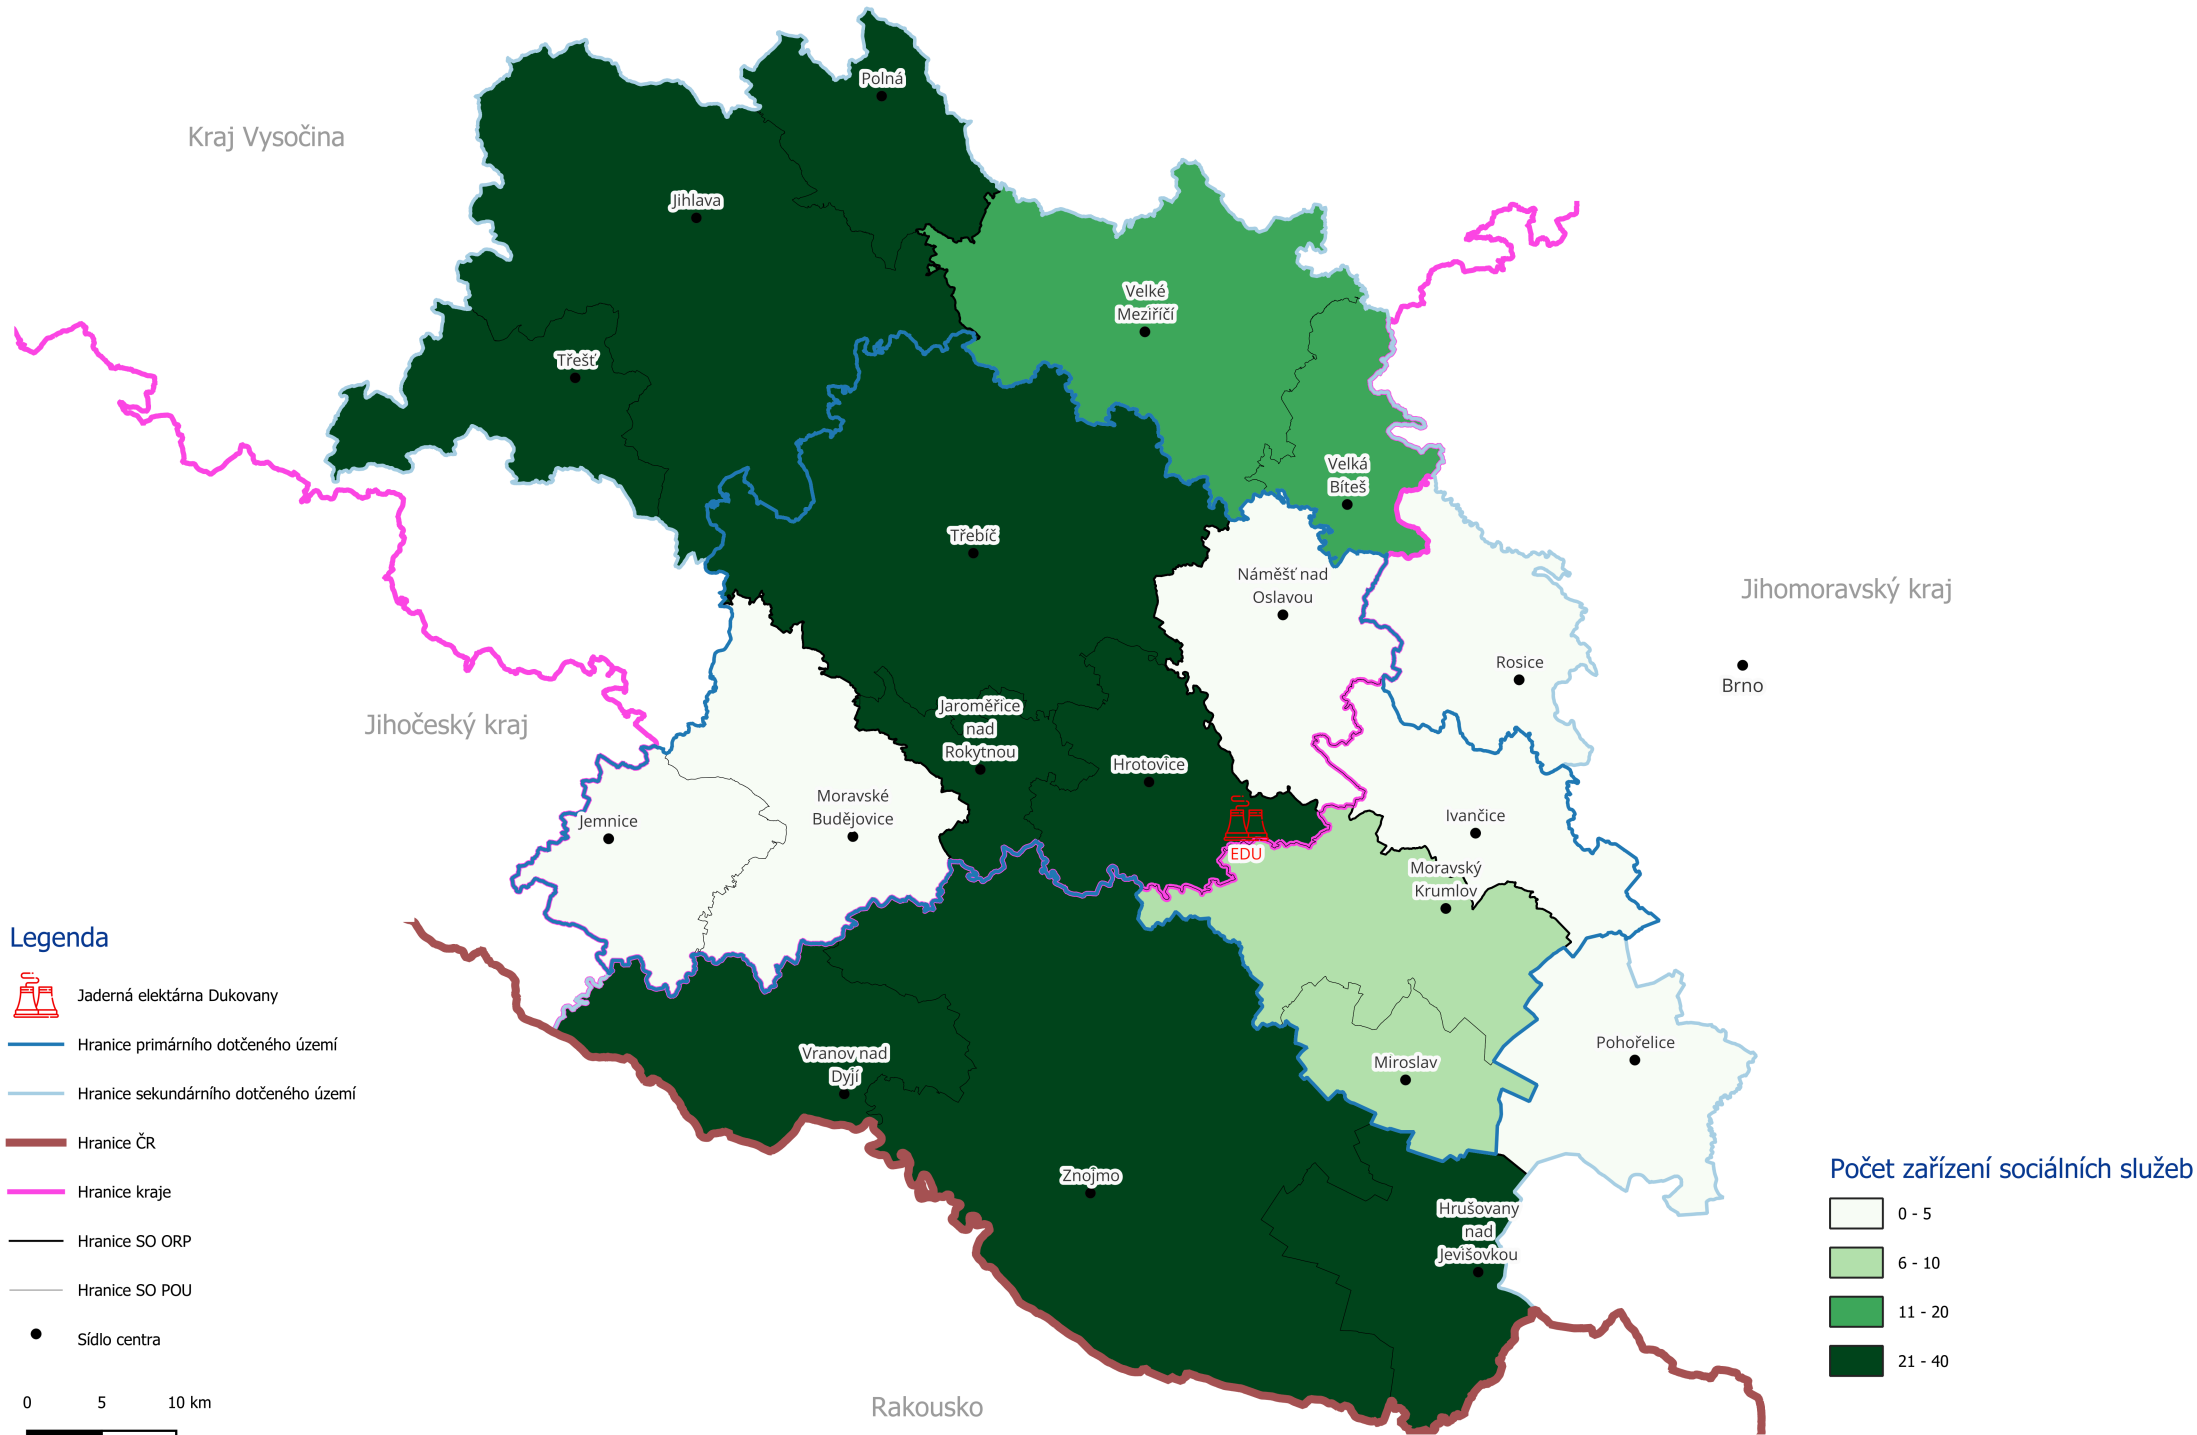 Polná
Kraj Vysočina
Jihlava
Velké
Meziříčí
Třešť
Velká
Bíteš
Třebíč
Náměšť nad
Oslavou
Jihomoravský kraj
Rosice
Brno
Jihočeský kraj
Jaroměřice
nad
Rokytnou
Hrotovice
Moravské
Budějovice
Jemnice
Ivančice
EDU
Moravský
Krumlov
Legenda
Jaderná elektárna Dukovany
Hranice primárního dotčeného území
Hranice sekundárního dotčeného území
Hranice ČR
Hranice kraje
Hranice SO ORP
Hranice SO POU
Sídlo centra
0 5 10 km
Vranov nad
Dyjí
Miroslav
Pohořelice
Znojmo
Hrušovany
nad
Jevišovkou
Rakousko
Počet zařízení sociálních služeb
0 - 5
6 - 10
11 - 20
21 - 40